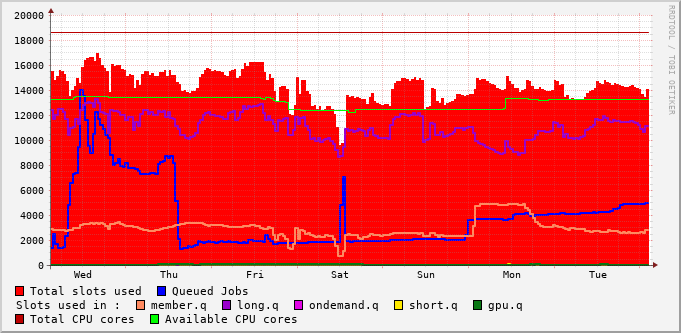 RRDTOOL / TOBI OETIKER
20000
18000
16000
14000
12000
10000
8000
6000
4000
2000
0
Wed Thu Fri Sat Sun Mon Tue
Total slots used Queued Jobs
Slots used in : member.q long.q ondemand.q short.q gpu.q
Total CPU cores Available CPU cores